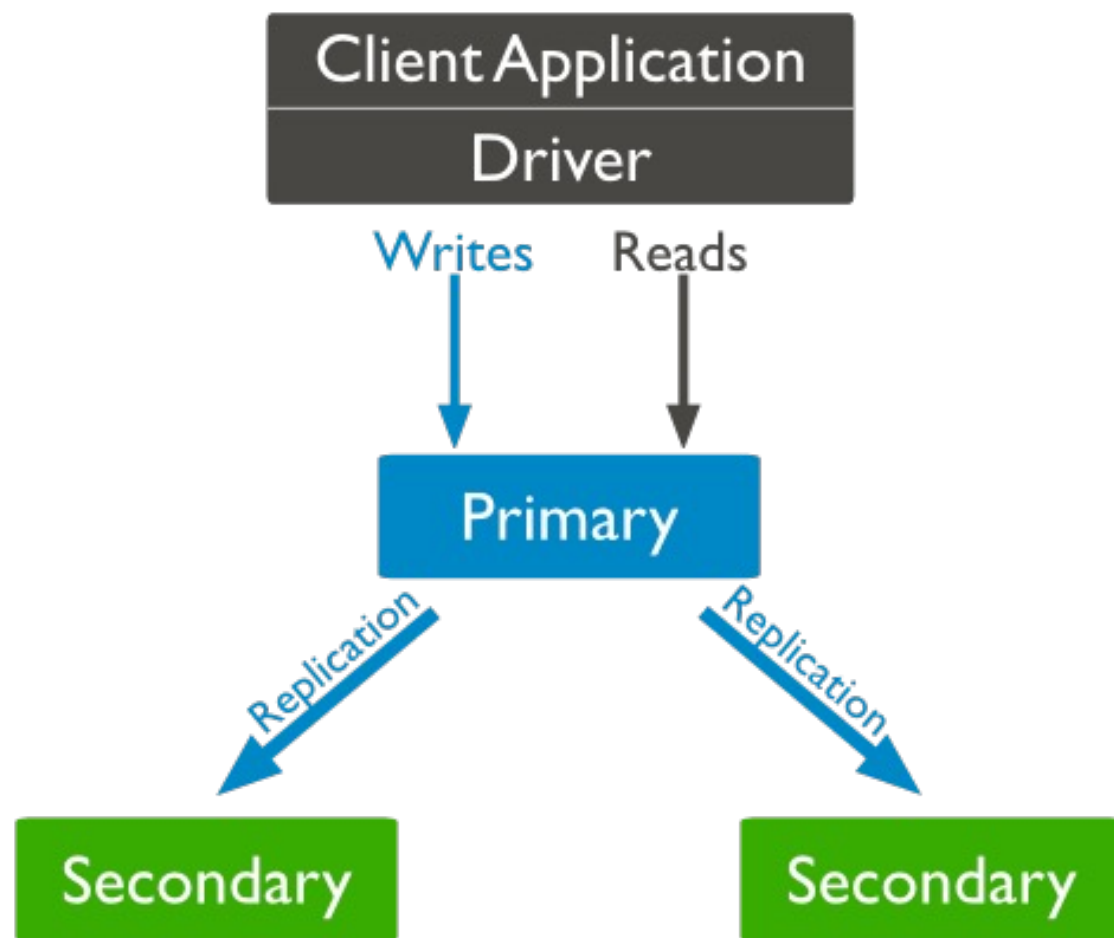 Client Application
Driver
Writes
Reads
Primary
Replication
Replication
Secondary
Secondary